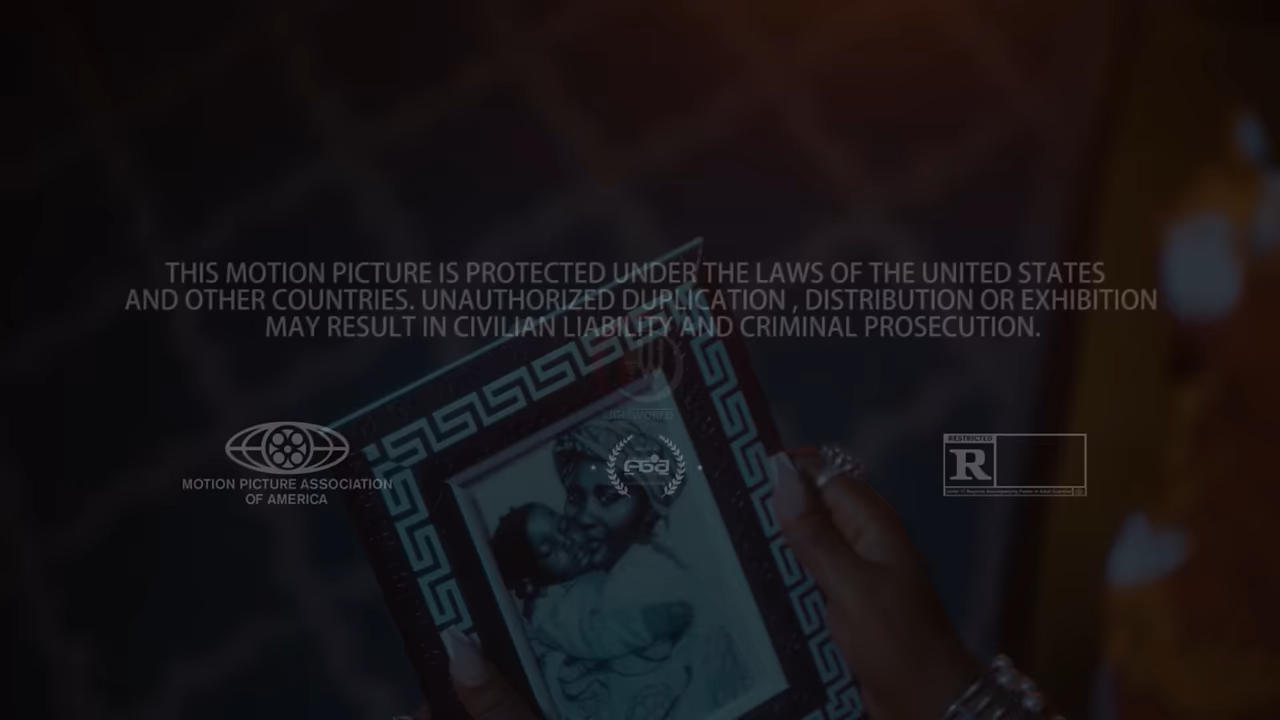 THIS MOTION PICTURE IS PROTECTED UNDER THE LAWS OF THE UNITED STATES
AND OTHER COUNTRIES. UNAUTHORIZED DUPLICATION , DISTRIBUTION OR EXHIBITION
MAY RESULT IN CIVILIAN LIABILITY AND CRIMINAL PROSECUTION.
MOTION PICTURE ASSOCIATION
OF AMERICA
RESTRICTED
R